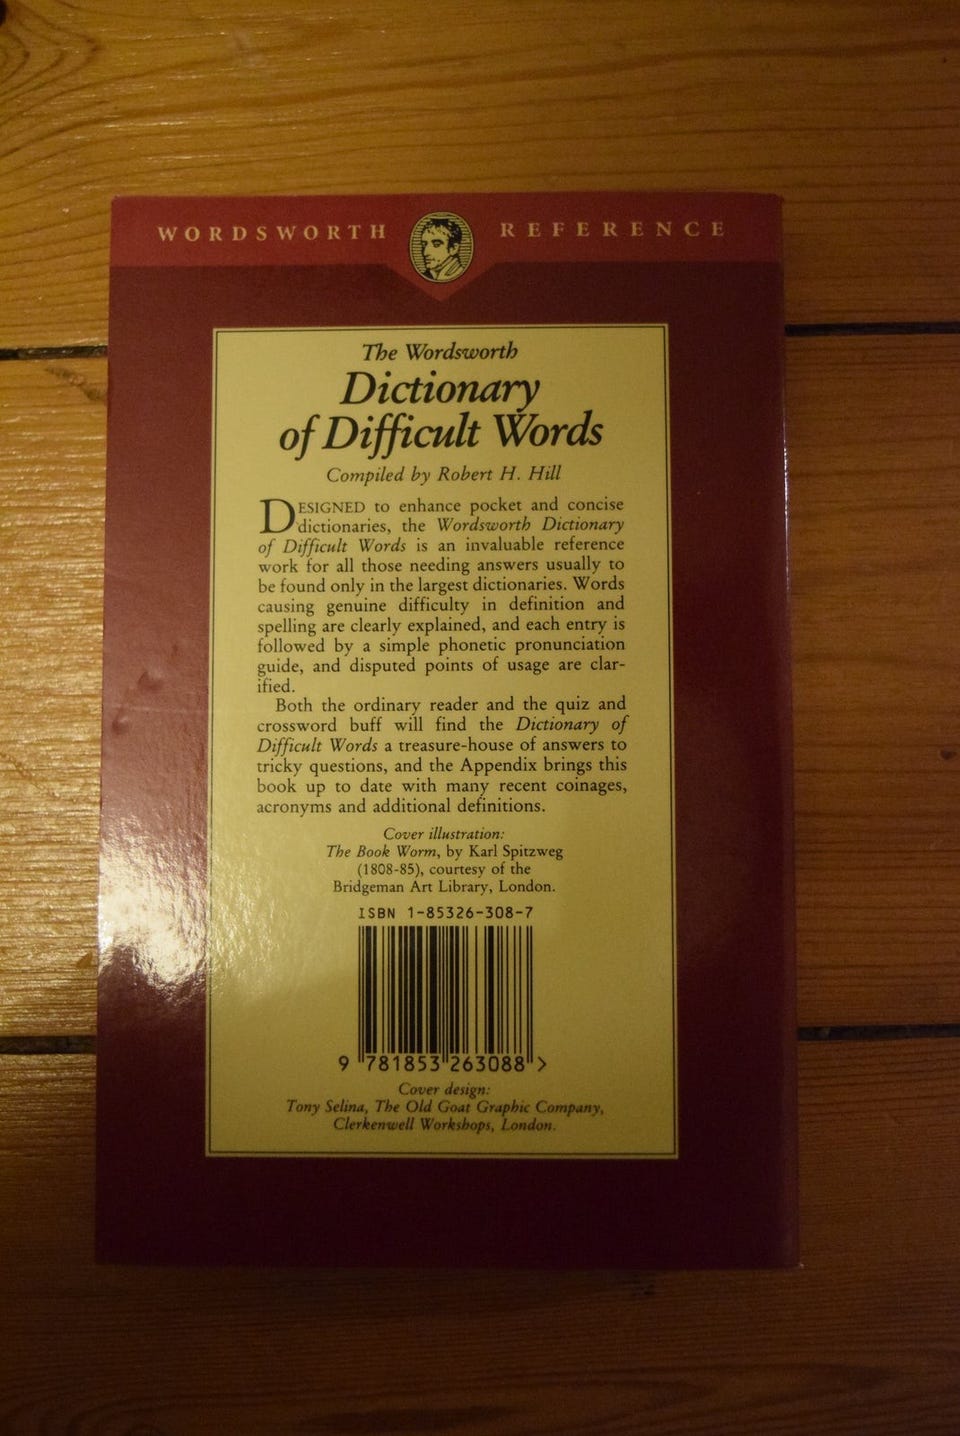 WORDSWORTH REFERENCE
The Wordsworth
Dictionary
of Difficult Words
Compiled by Robert H. Hill
DESIGNED to enhance pocket and concise
dictionaries, the Wordsworth Dictionary
of Difficult Words is an invaluable reference
work for all those needing answers usually to
be found only in the largest dictionaries. Words
causing genuine difficulty in definition and
spelling are clearly explained, and each entry is
followed by a simple phonetic pronunciation
guide, and disputed points of usage are clar-
ified.
Both the ordinary reader and the quiz and
crossword buff will find the Dictionary of
Difficult Words a treasure-house of answers to
tricky questions, and the Appendix brings this
book up to date with many recent coinages,
acronyms and additional definitions.
Cover illustration:
The Book Worm, by Karl Spitzweg
(1808-85), courtesy of the
Bridgeman Art Library, London.
ISBN 1-85326-308-7
9 781853 263088 >
Cover design:
Tony Selina, The Old Goat Graphic Company,
Clerkenwell Workshops, London.